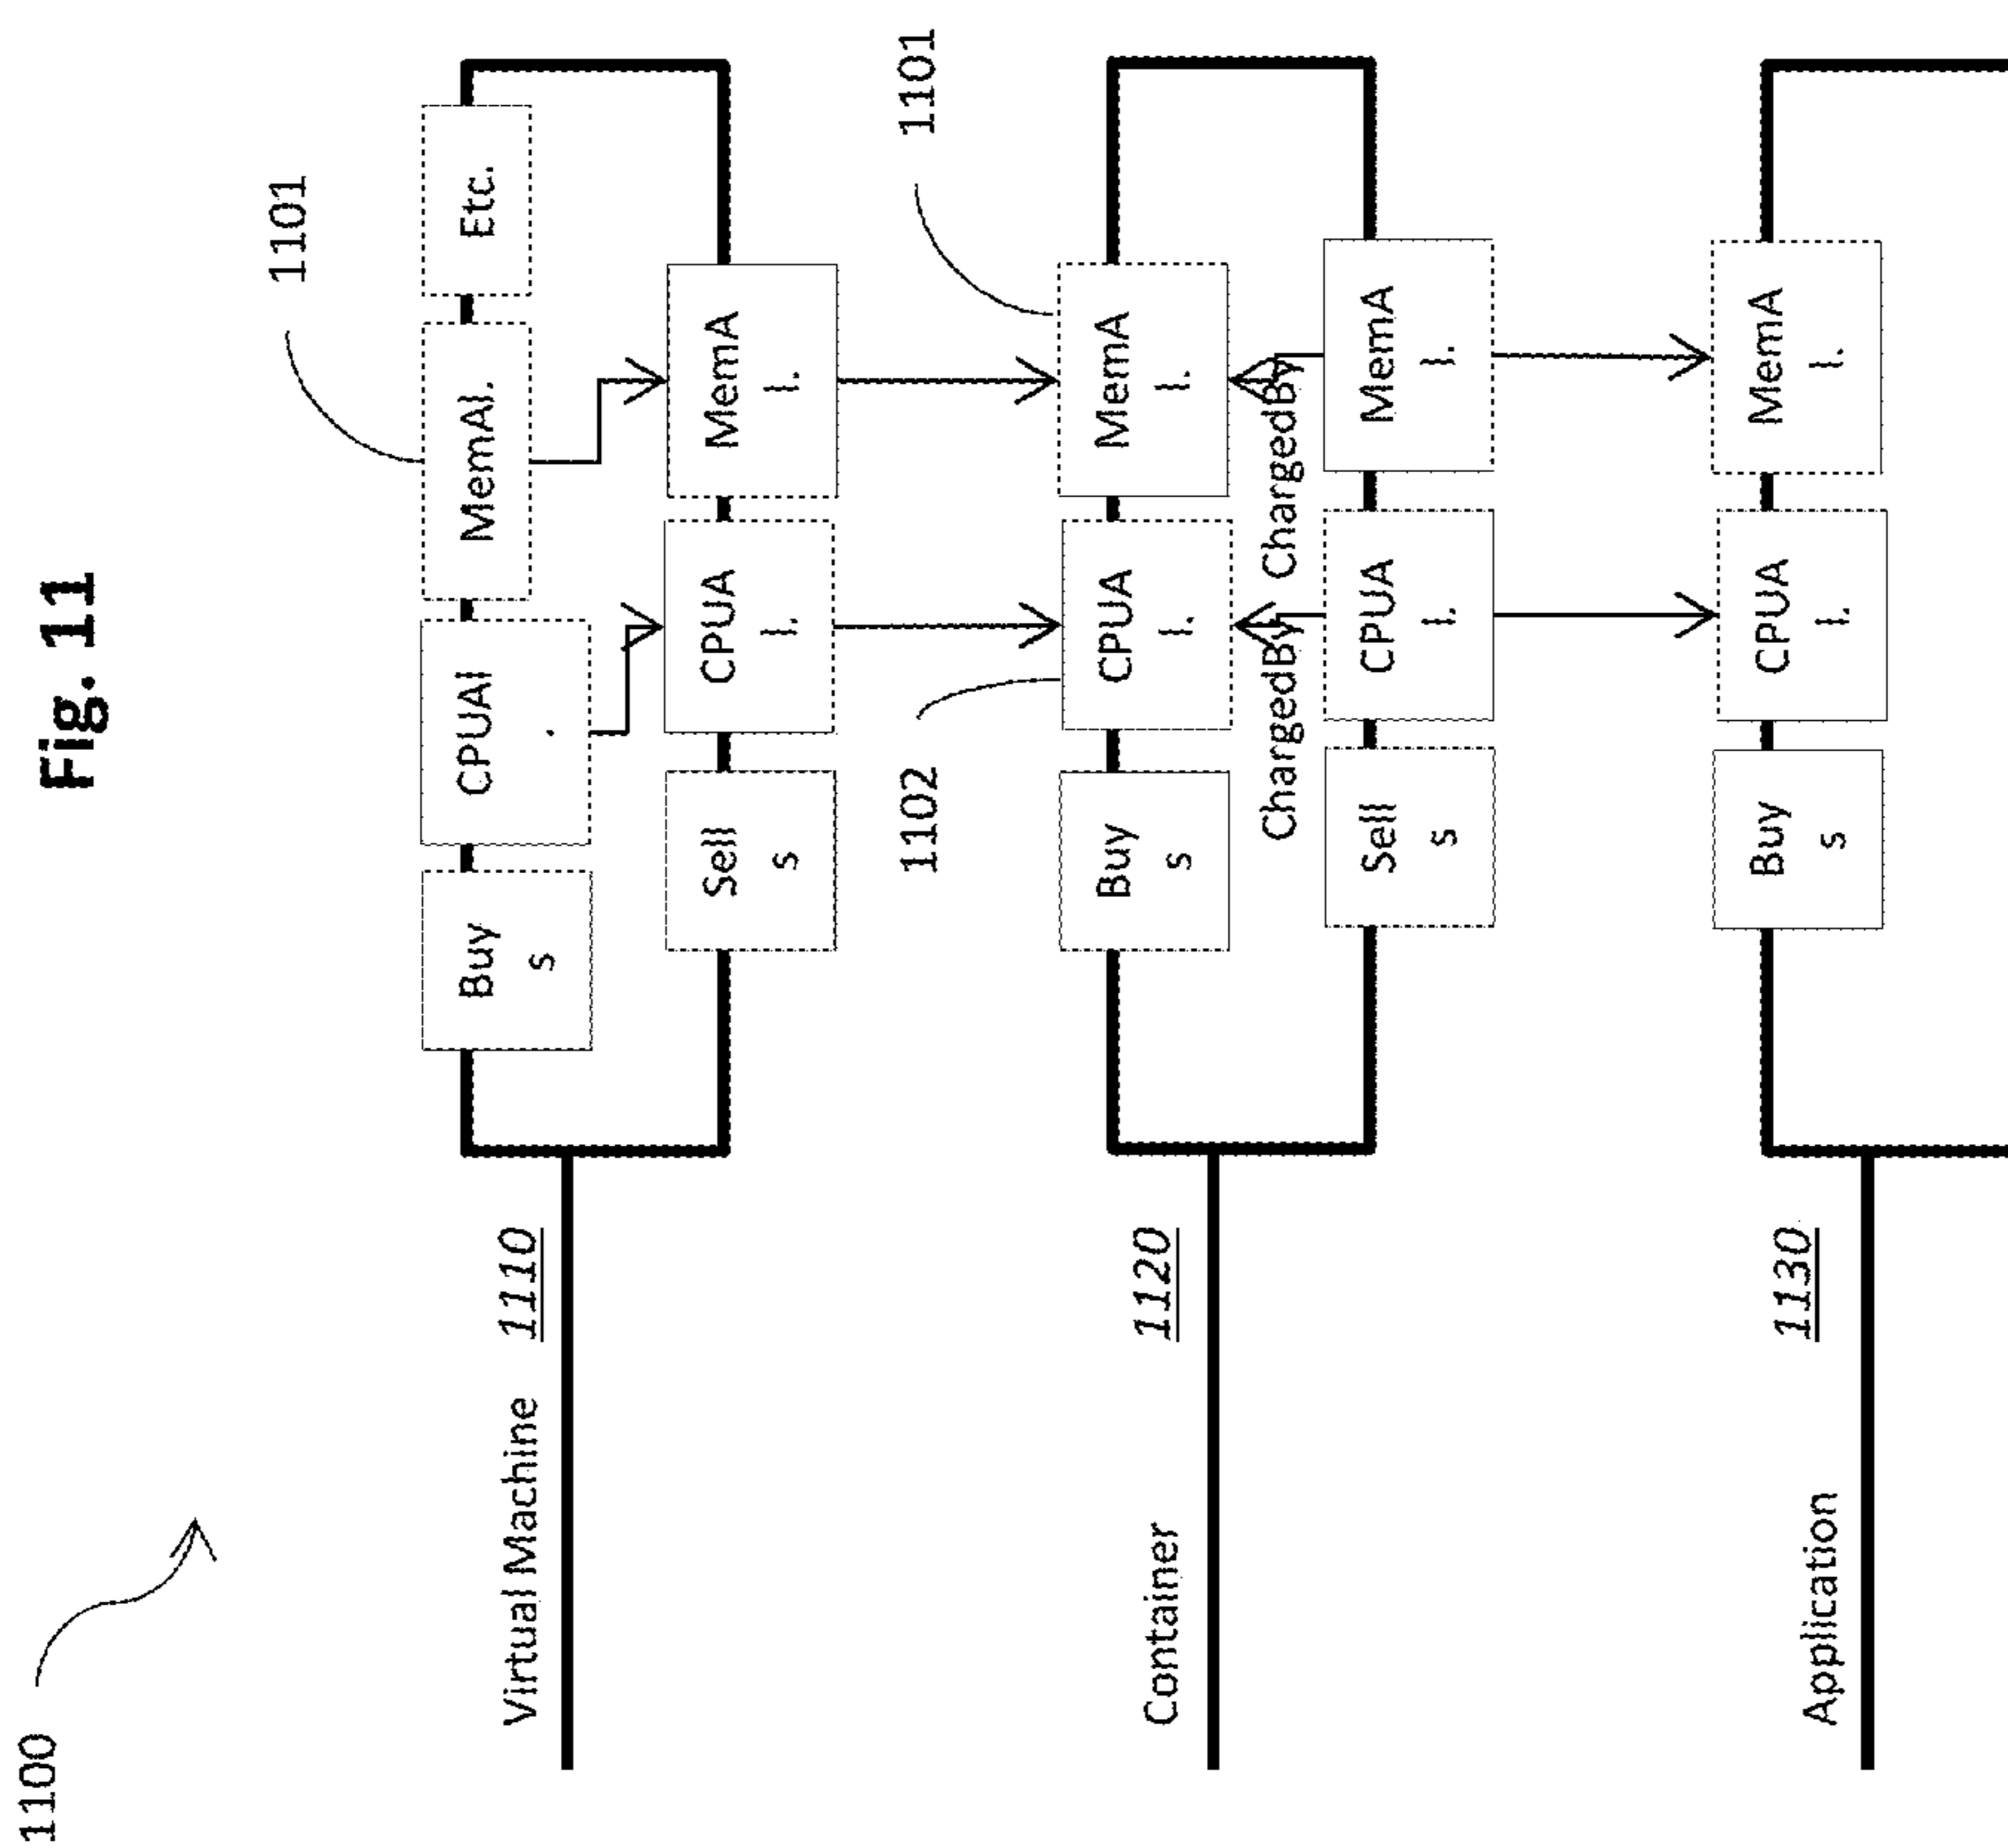 1100
Fig. 11
1101
Virtual Machine 1110
Buy
s
CPUAl
.
MemAl.
Etc.
Sell
s
CPUA
l.
MemA
l.
1102
1101
Container 1120
Buy
s
CPUA
l.
MemA
l.
ChargedBy
ChargedBy
Sell
s
CPUA
l.
MemA
l.
Application 1130
Buy
s
CPUA
l.
MemA
l.